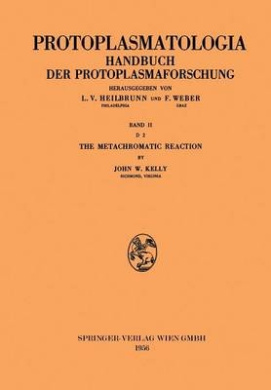 PROTOPLASMATOLOGIA
HANDBUCH
DER PROTOPLASMAFORSCHUNG
HERAUSGEGEBEN VON
L. V. HEILBRUNN UND F. WEBER
PHILADELPHIA GRAZ
BAND II
D 2
THE METACHROMATIC REACTION
BY
JOHN W. KELLY
RICHMOND, VIRGINIA
SPRINGER-VERLAG WIEN GMBH
1956